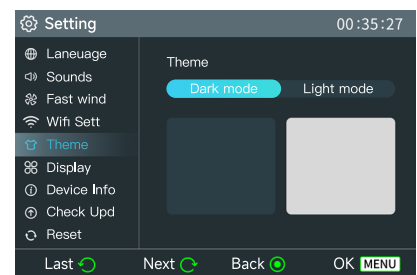 Setting
00:35:27
Laneuage
Sounds
Fast wind
Wifi Sett
Theme
Display
Device Info
Check Upd
Reset
Theme
Dark mode Light mode
Last Next Back OK MENU